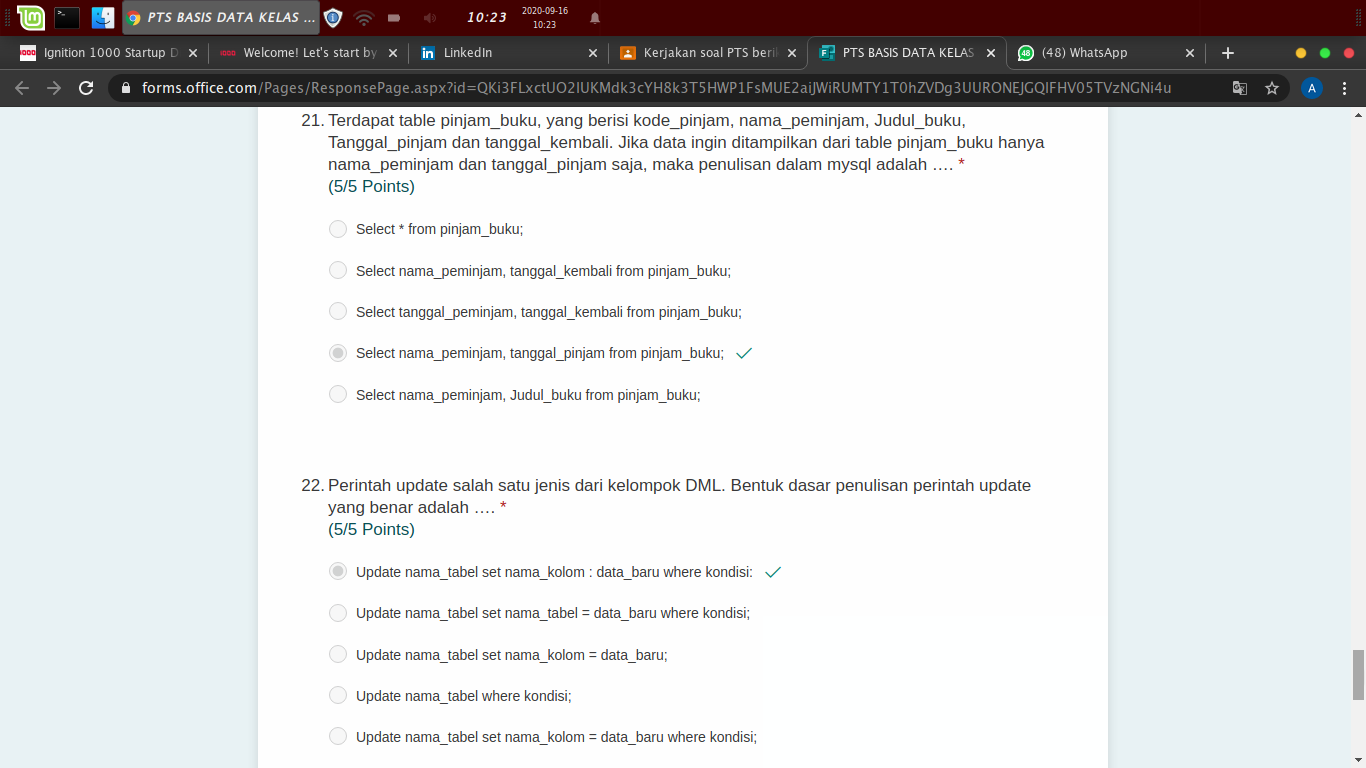 PTS BASIS DATA KELAS ...
10:23
2020-09-16
10:23
Ignition 1000 Startup D
Welcome! Let's start by
LinkedIn
Kerjakan soal PTS beri
PTS BASIS DATA KELAS
(48) WhatsApp
forms.office.com/Pages/ResponsePage.aspx?id=QKi3FLxctUO2IUKMdk3cYH8k3T5HWP1FsMUE2aiJWiRUMTY1T0hZVDg3UURONEJGQIFHV05TVzNGNi4u
A
21. Terdapat table pinjam_buku, yang berisi kode_pinjam, nama_peminjam, Judul_buku,
Tanggal_pinjam dan tanggal_kembali. Jika data ingin ditampilkan dari table pinjam_buku hanya
nama_peminjam dan tanggal_pinjam saja, maka penulisan dalam mysql adalah .... *
(5/5 Points)
Select * from pinjam_buku;
Select nama_peminjam, tanggal_kembali from pinjam_buku;
Select tanggal_peminjam, tanggal_kembali from pinjam_buku;
Select nama_peminjam, tanggal_pinjam from pinjam_buku;
Select nama_peminjam, Judul_buku from pinjam_buku;
22. Perintah update salah satu jenis dari kelompok DML. Bentuk dasar penulisan perintah update
yang benar adalah .... *
(5/5 Points)
Update nama_tabel set nama_kolom : data_baru where kondisi:
Update nama_tabel set nama_tabel = data_baru where kondisi;
Update nama_tabel set nama_kolom = data_baru;
Update nama_tabel where kondisi;
Update nama_tabel set nama_kolom = data_baru where kondisi;